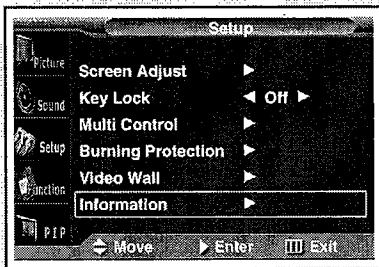 Setup
Picture
Screen Adjust
Sound
Key Lock Off
Multi Control
Setup
Burning Protection
Video Wall
Function
Information
PIP
Move Enter Exit